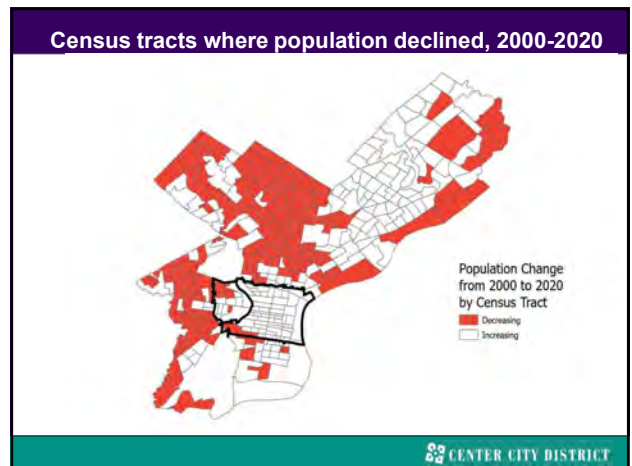 Census tracts where population declined, 2000-2020
Population Change
from 2000 to 2020
by Census Tract
Decreasing
Increasing
CENTER CITY DISTRICT